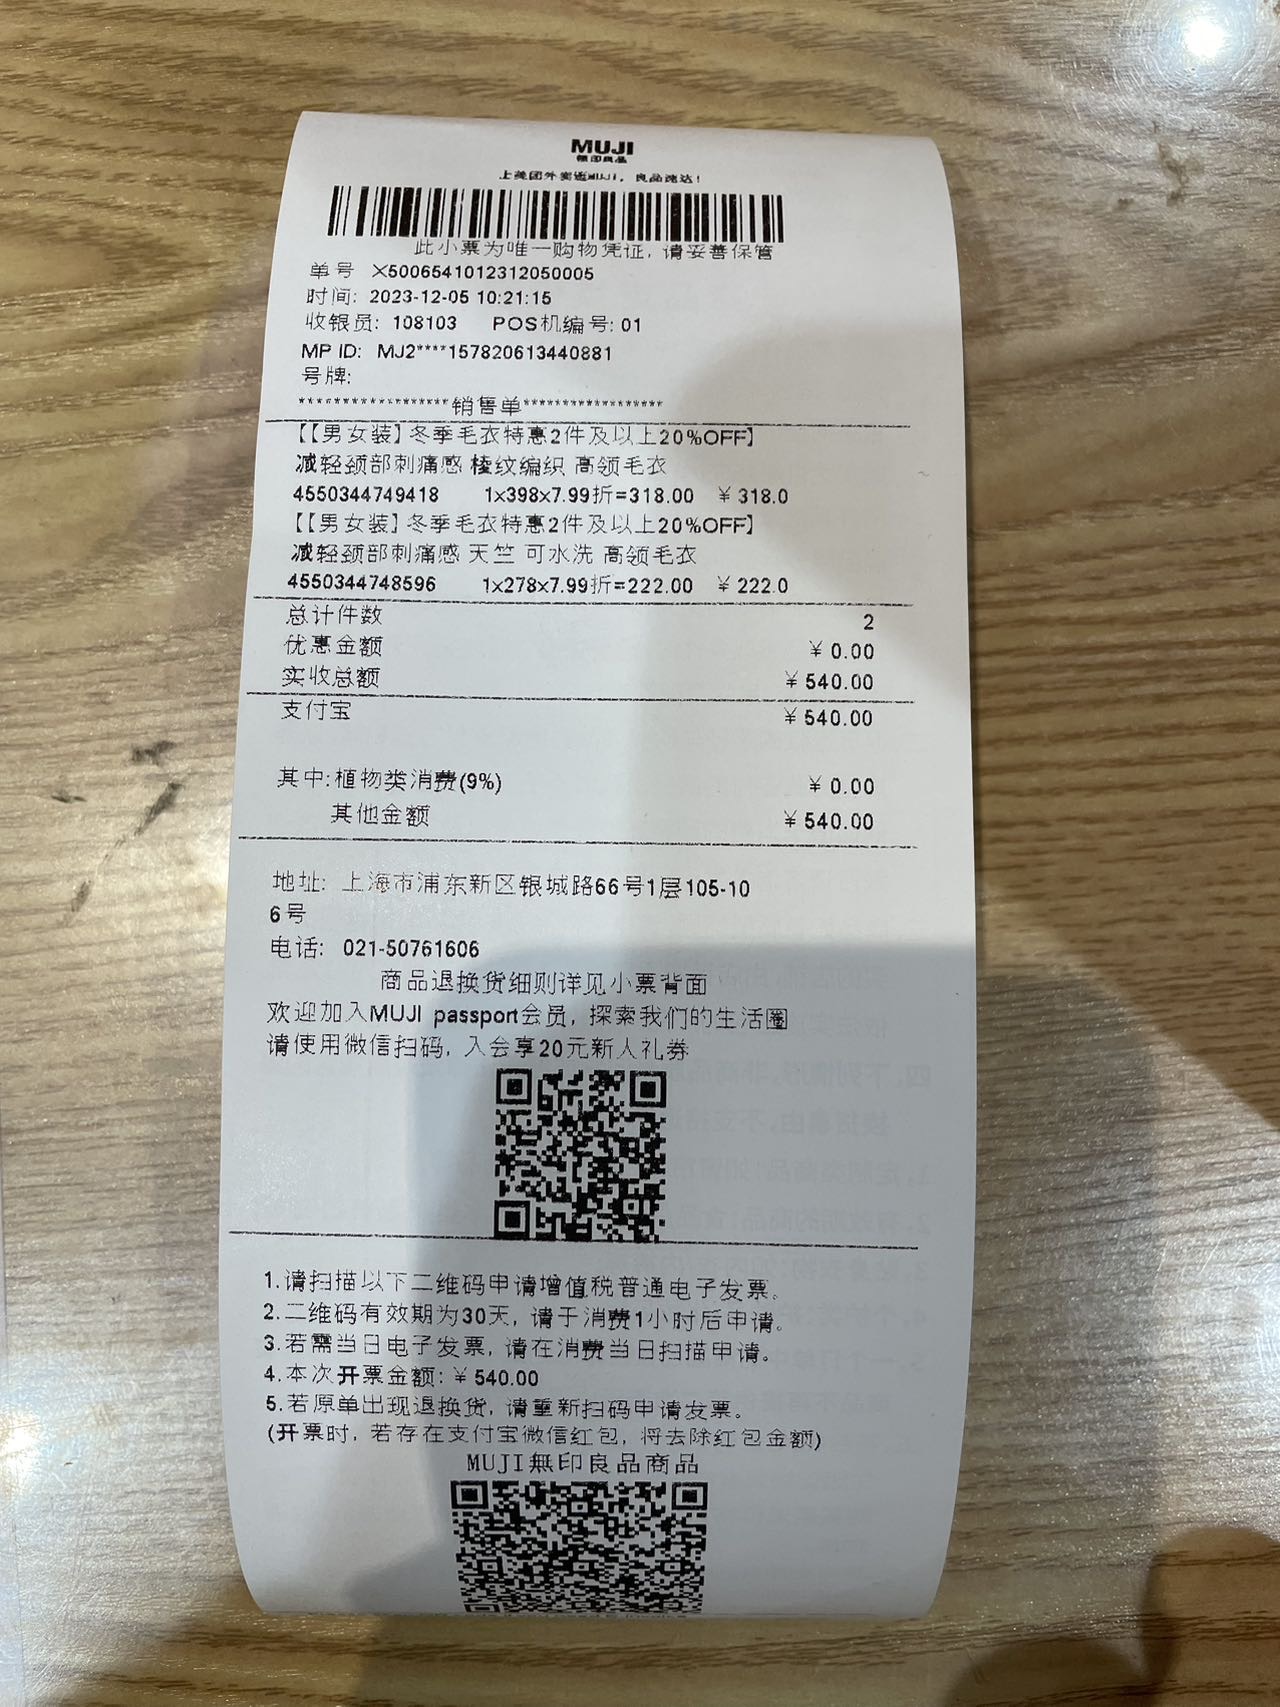 MUJI
無印良品
上美团外卖逛MUJI，良品速达！
此小票为唯一购物凭证，请妥善保管
单号 X5006541012312050005
时间: 2023-12-05 10:21:15
收银员: 108103 POS机编号: 01
MP ID: MJ2****157820613440881
号牌:
******************销售单*****************
【【男女装】冬季毛衣特惠2件及以上20%OFF】
减轻颈部刺痛感 棱纹编织 高领毛衣
4550344749418 1x398x7.99折=318.00 ¥ 318.0
【【男女装】冬季毛衣特惠2件及以上20%OFF】
减轻颈部刺痛感 天竺 可水洗 高领毛衣
4550344748596 1x278x7.99折=222.00 ¥ 222.0
总计件数 2
优惠金额 ¥ 0.00
实收总额 ¥ 540.00
支付宝 ¥ 540.00
其中:植物类消费(9%) ¥ 0.00
其他金额 ¥ 540.00
地址: 上海市浦东新区银城路66号1层105-10
6号
电话: 021-50761606
商品退换货细则详见小票背面
欢迎加入MUJI passport会员，探索我们的生活圈
请使用微信扫码，入会享20元新人礼券
1.请扫描以下二维码申请增值税普通电子发票。
2.二维码有效期为30天，请于消费1小时后申请。
3.若需当日电子发票，请在消费当日扫描申请。
4.本次开票金额: ¥ 540.00
5.若原单出现退换货，请重新扫码申请发票。
(开票时，若存在支付宝微信红包，将去除红包金额)
MUJI無印良品商品